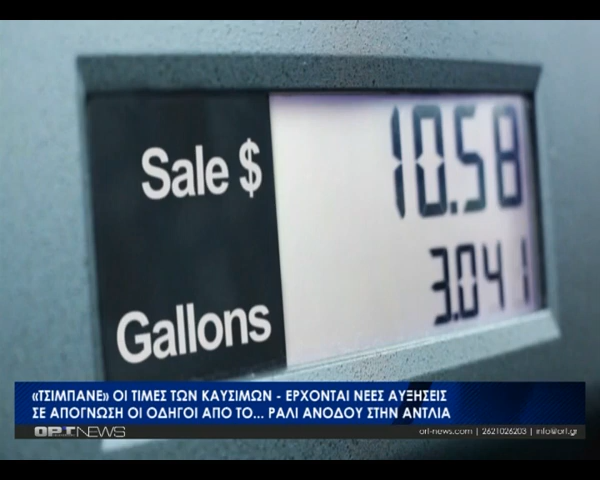 Sale $ 10.58
Gallons 3.041
«ΤΣΙΜΠΑΝΕ» ΟΙ ΤΙΜΕΣ ΤΩΝ ΚΑΥΣΙΜΩΝ - ΕΡΧΟΝΤΑΙ ΝΕΕΣ ΑΥΞΗΣΕΙΣ
ΣΕ ΑΠΟΓΝΩΣΗ ΟΙ ΟΔΗΓΟΙ ΑΠΟ ΤΟ... ΡΑΛΙ ΑΝΟΔΟΥ ΣΤΗΝ ΑΝΤΛΙΑ
ORT NEWS ort-news.com | 2621026203 | info@ort.gr